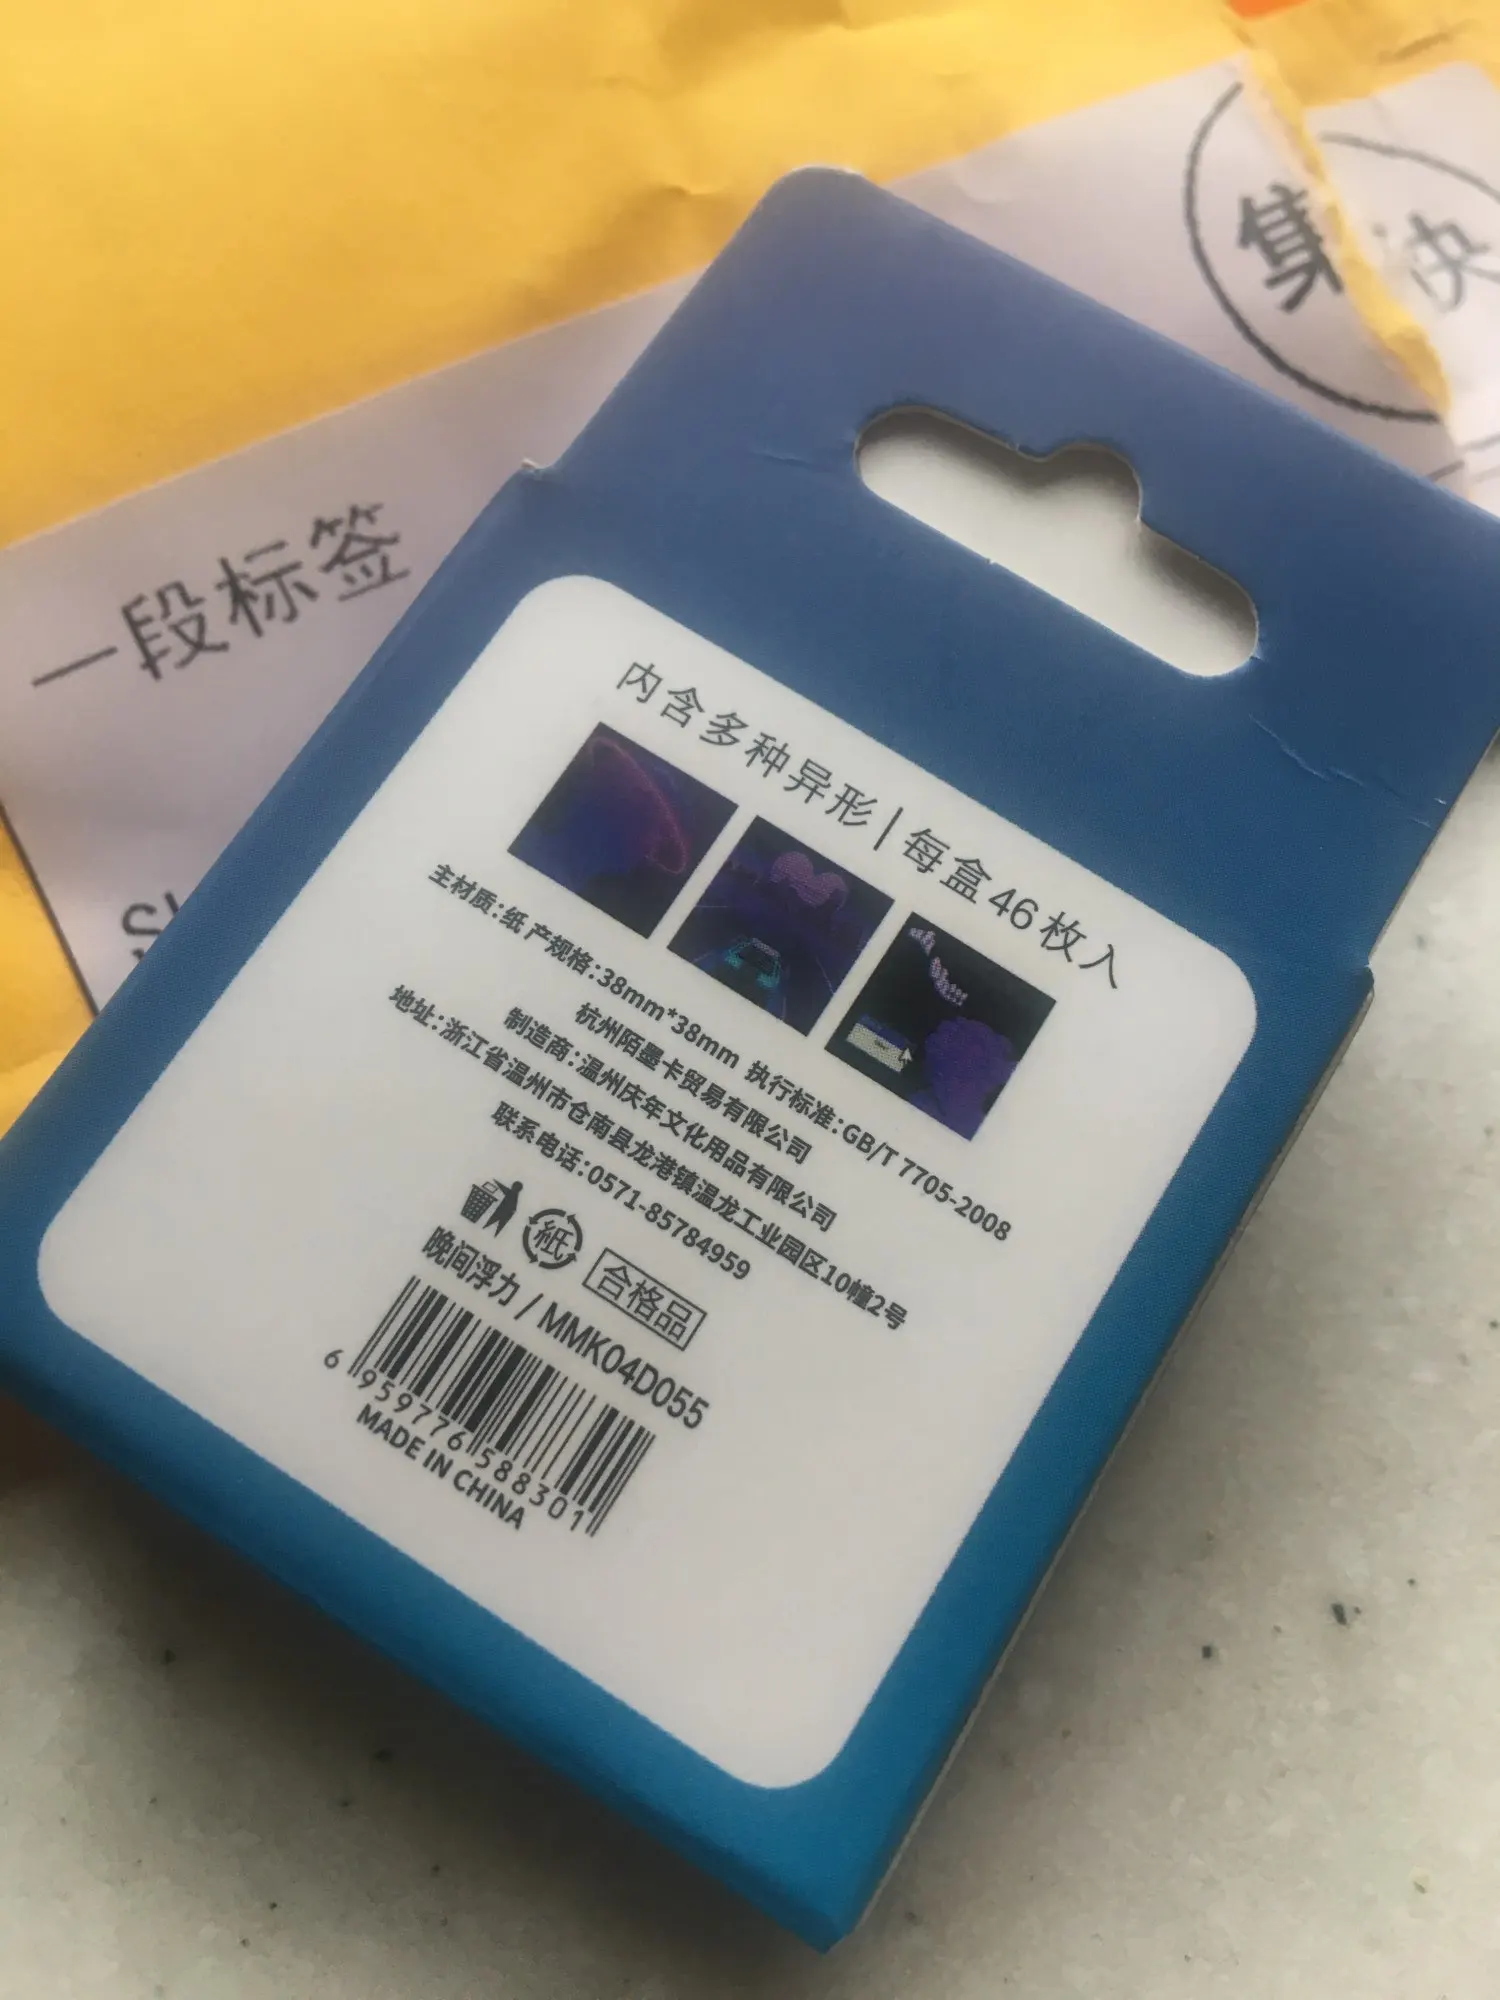 集
决
一段标签
内含多种异形|每盒46枚入
主材质:纸 产规格:38mm*38mm 执行标准:GB/T 7705-2008
杭州陌墨卡贸易有限公司
制造商:温州庆年文化用品有限公司
地址:浙江省温州市仓南县龙港镇温龙工业园区10幢2号
联系电话:0571-85784959
紙
合格品
晚间浮力 / MMK04D055
6 959776 588301
MADE IN CHINA